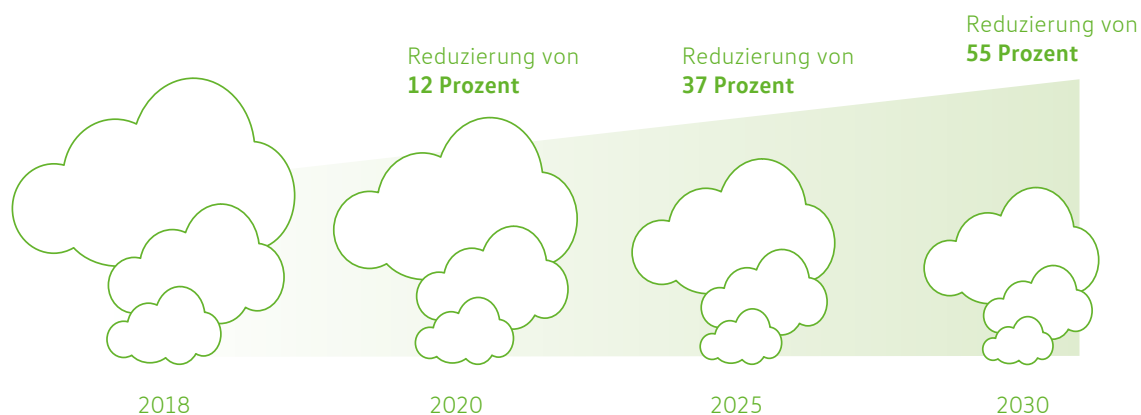 Reduzierung von
12 Prozent
Reduzierung von
37 Prozent
Reduzierung von
55 Prozent
2018
2020
2025
2030